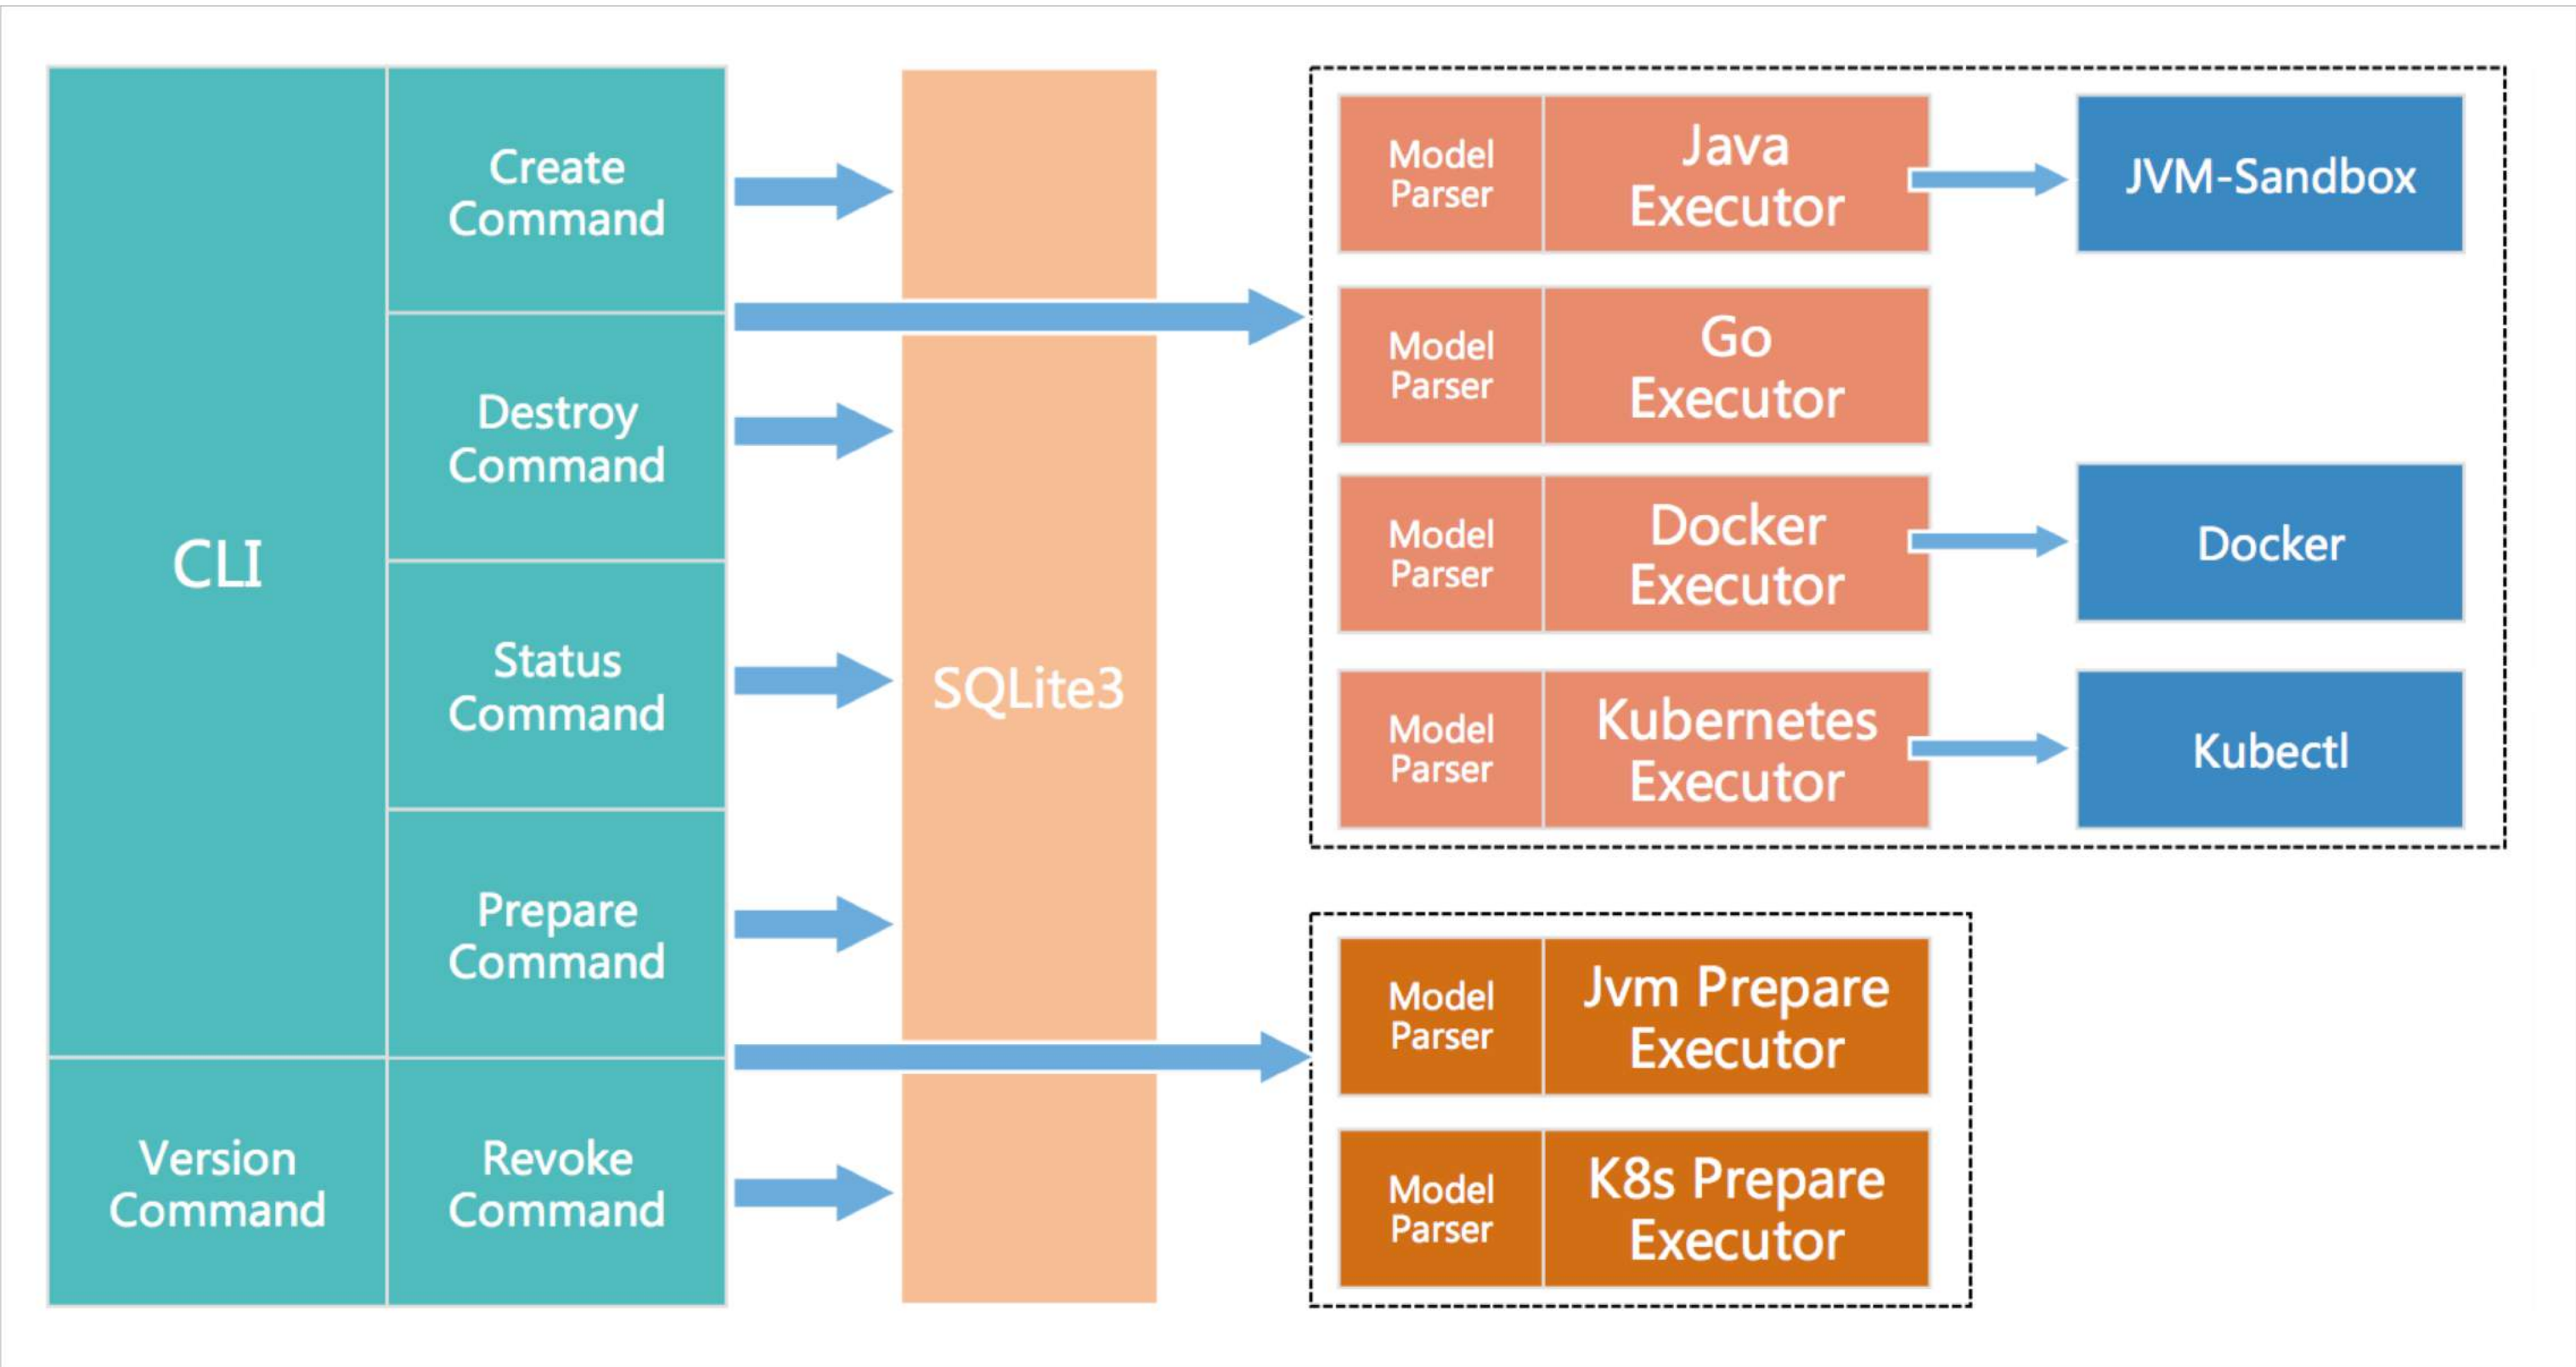 CLI
Version
Command
Create
Command
Destroy
Command
Status
Command
Prepare
Command
Revoke
Command
SQLite3
Model
Parser
Java
Executor
JVM-Sandbox
Model
Parser
Go
Executor
Model
Parser
Docker
Executor
Docker
Model
Parser
Kubernetes
Executor
Kubectl
Model
Parser
Jvm Prepare
Executor
Model
Parser
K8s Prepare
Executor